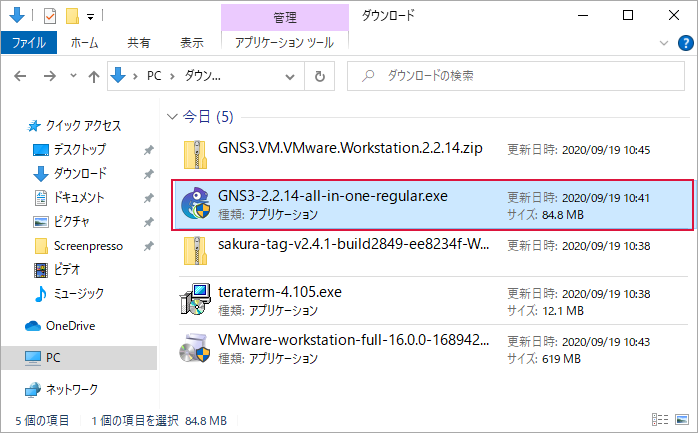 管理
ダウンロード
ファイル
ホーム
共有
表示
アプリケーション ツール
PC
ダウン...
ダウンロードの検索
クイック アクセス
デスクトップ
ダウンロード
ドキュメント
ピクチャ
Screenpresso
ビデオ
ミュージック
OneDrive
PC
ネットワーク
今日 (5)
GNS3.VM.VMware.Workstation.2.2.14.zip
更新日時: 2020/09/19 10:45
GNS3-2.2.14-all-in-one-regular.exe
更新日時: 2020/09/19 10:41
種類: アプリケーション
サイズ: 84.8 MB
sakura-tag-v2.4.1-build2849-ee8234f-W...
更新日時: 2020/09/19 10:38
teraterm-4.105.exe
更新日時: 2020/09/19 10:38
種類: アプリケーション
サイズ: 12.1 MB
VMware-workstation-full-16.0.0-168942...
更新日時: 2020/09/19 10:43
種類: アプリケーション
サイズ: 619 MB
5 個の項目
1 個の項目を選択 84.8 MB